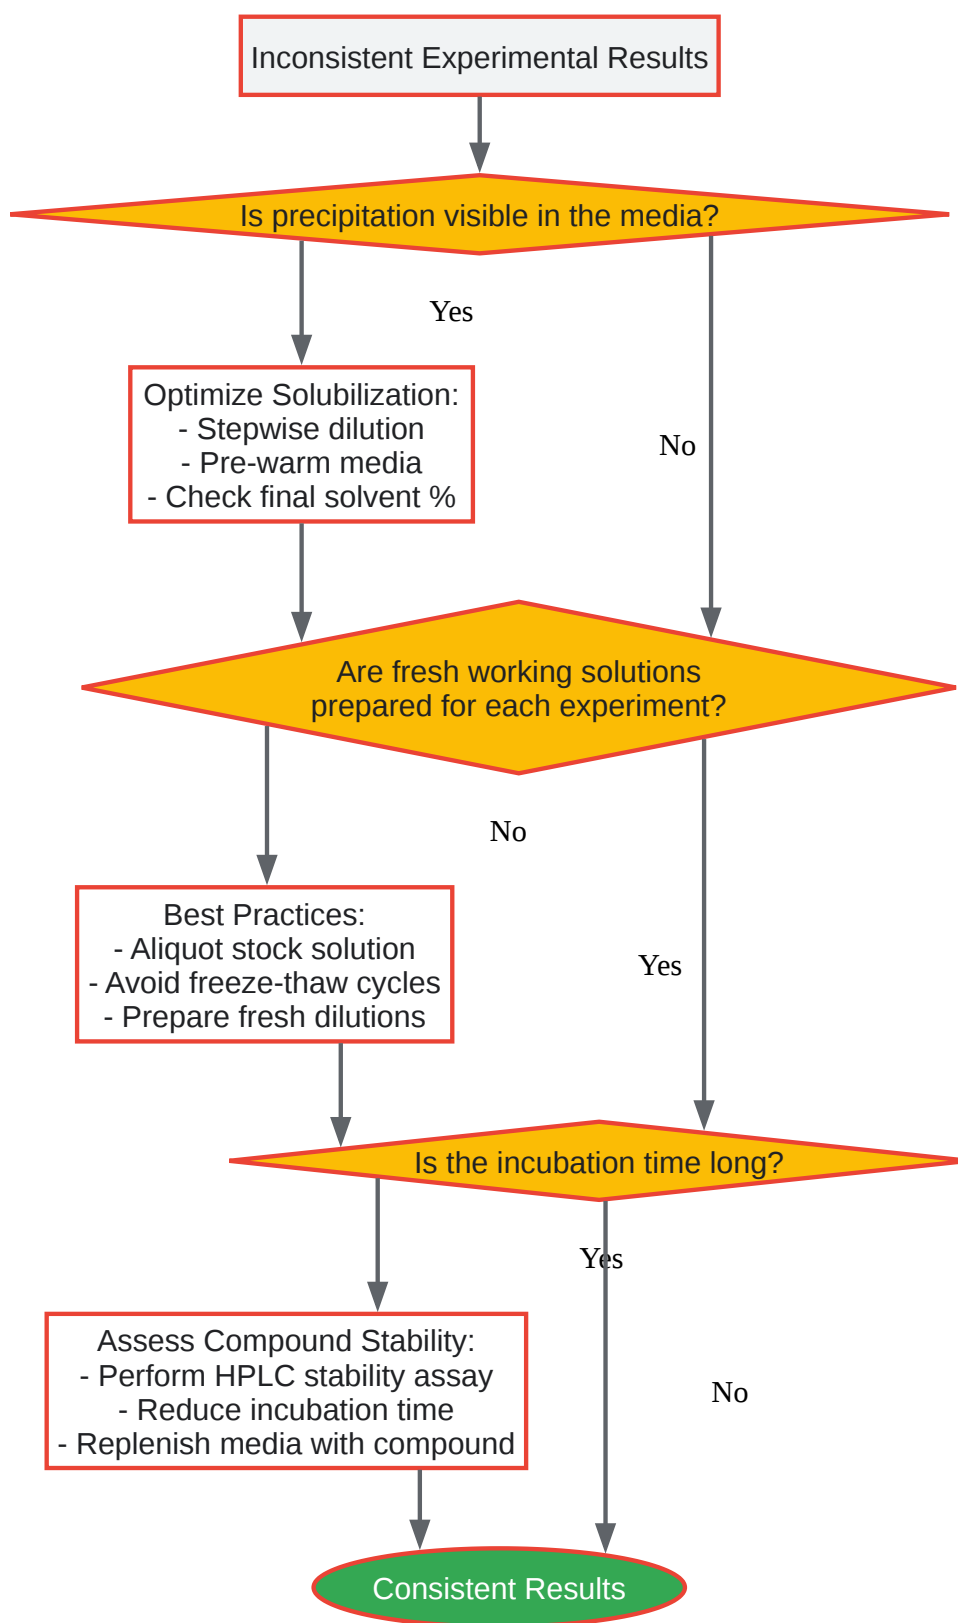 Inconsistent Experimental Results
Is precipitation visible in the media?
Yes
Optimize Solubilization:
- Stepwise dilution
- Pre-warm media
- Check final solvent %
No
Are fresh working solutions
prepared for each experiment?
No
Best Practices:
- Aliquot stock solution
- Avoid freeze-thaw cycles
- Prepare fresh dilutions
Yes
Is the incubation time long?
Yes
Assess Compound Stability:
- Perform HPLC stability assay
- Reduce incubation time
- Replenish media with compound
No
Consistent Results